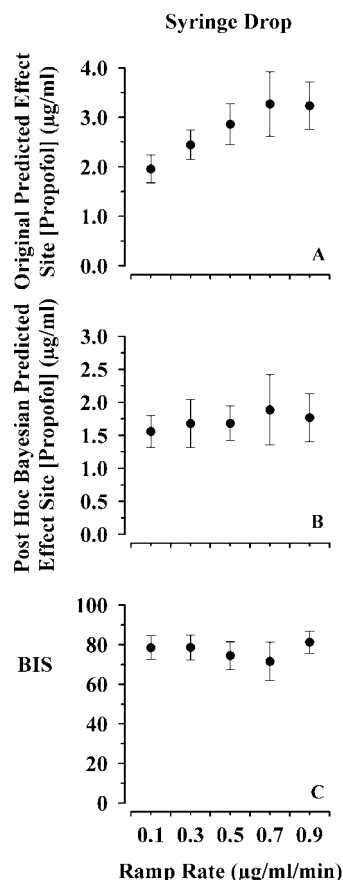 Syringe Drop
Original Predicted Effect
Site [Propofol] (µg/ml)
4.0
3.0
2.0
1.0
0.0
A
Post Hoc Bayesian Predicted
Effect Site [Propofol] (µg/ml)
3.0
2.5
2.0
1.5
1.0
0.5
0.0
B
BIS
100
80
60
40
20
0
C
0.1 0.3 0.5 0.7 0.9
Ramp Rate (µg/ml/min)